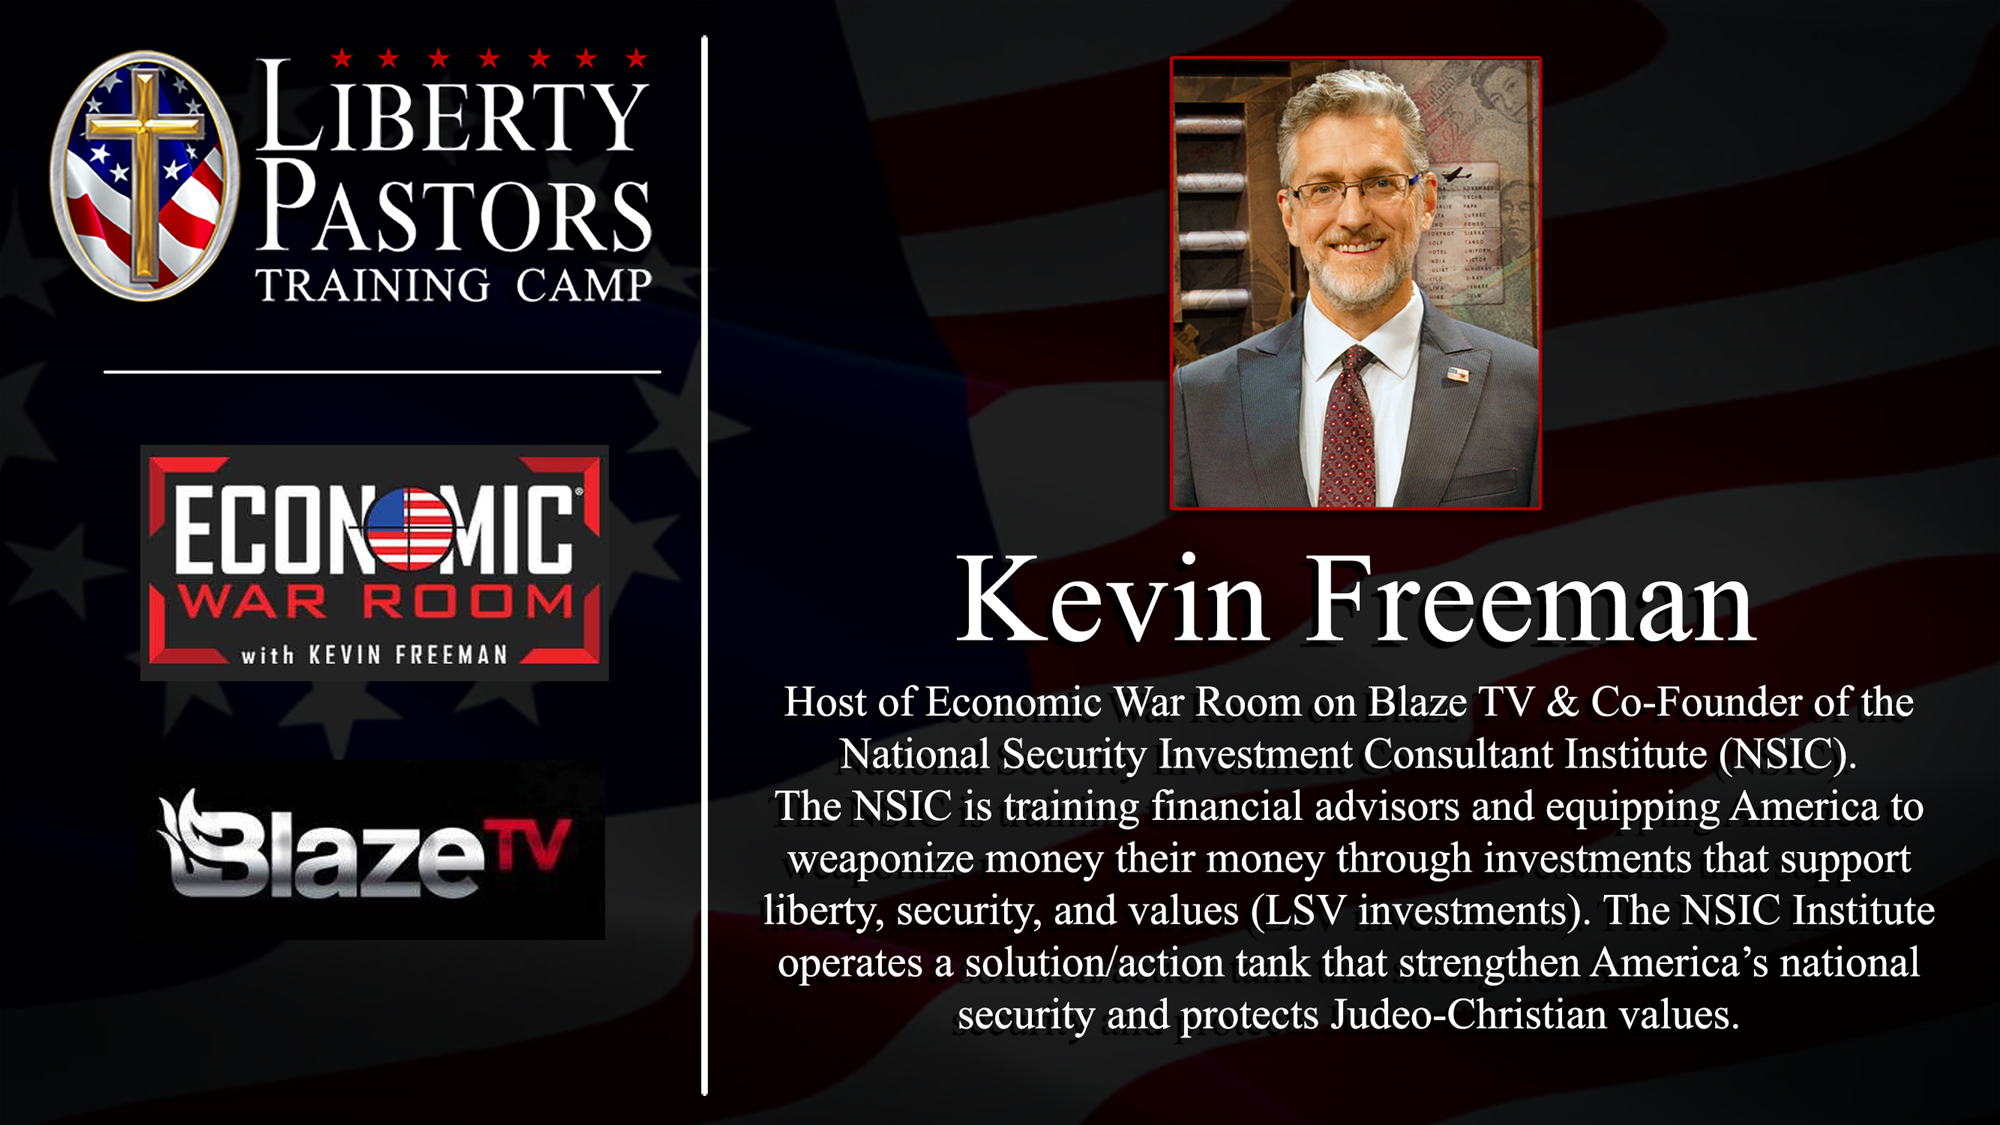 LIBERTY
PASTORS
TRAINING CAMP
ECONOMIC®
WAR ROOM
with KEVIN FREEMAN
BlazeTV
Kevin Freeman
Host of Economic War Room on Blaze TV & Co-Founder of the
National Security Investment Consultant Institute (NSIC).
The NSIC is training financial advisors and equipping America to
weaponize money their money through investments that support
liberty, security, and values (LSV investments). The NSIC Institute
operates a solution/action tank that strengthen America’s national
security and protects Judeo-Christian values.